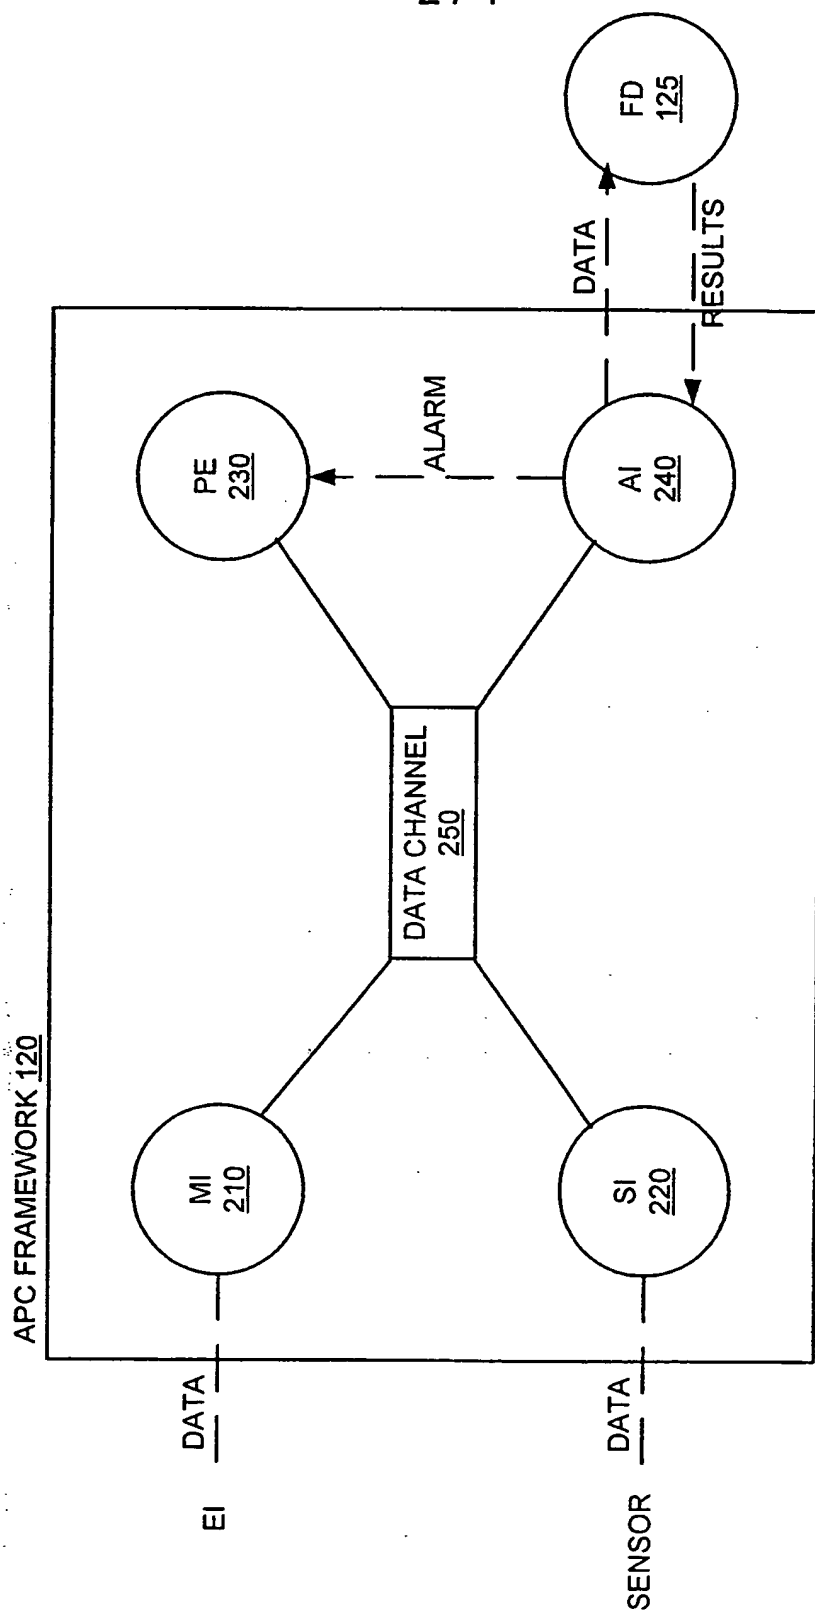 APC FRAMEWORK 120
EI
DATA
MI
210
PE
230
DATA CHANNEL
250
ALARM
SENSOR
DATA
SI
220
AI
240
DATA
RESULTS
FD
125